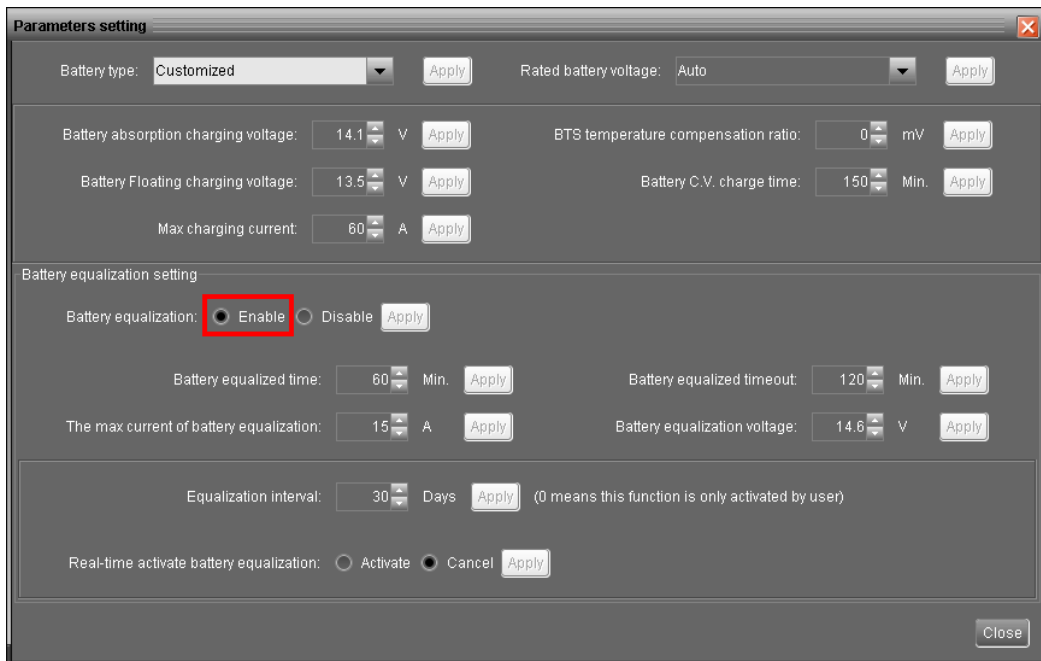 Parameters setting
Battery type: Customized Apply Rated battery voltage: Auto Apply
Battery absorption charging voltage: 14.1 V Apply BTS temperature compensation ratio: 0 mV Apply
Battery Floating charging voltage: 13.5 V Apply Battery C.V. charge time: 150 Min. Apply
Max charging current: 60 A Apply
Battery equalization setting
Battery equalization: Enable Disable Apply
Battery equalized time: 60 Min. Apply Battery equalized timeout: 120 Min. Apply
The max current of battery equalization: 15 A Apply Battery equalization voltage: 14.6 V Apply
Equalization interval: 30 Days Apply (0 means this function is only activated by user)
Real-time activate battery equalization: Activate Cancel Apply
Close